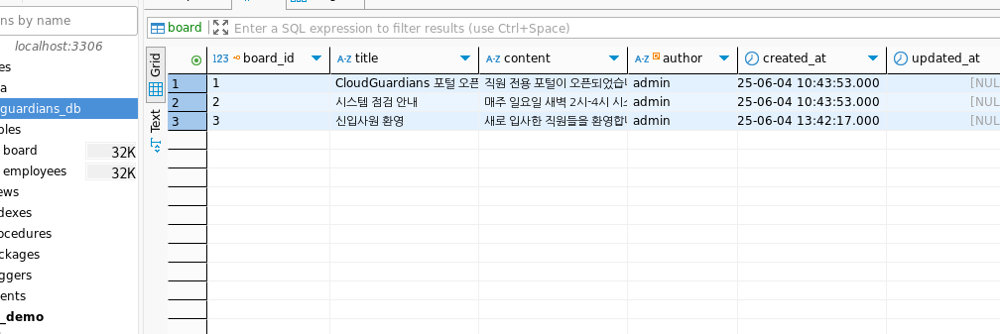 ns by name
localhost:3306
es
a
guardians_db
bles
board 32K
employees 32K
ews
dexes
ocedures
ckages
ggers
ents
_demo
board Enter a SQL expression to filter results (use Ctrl+Space)
Grid
Text
123 board_id A-Z title A-Z content A-Z author created_at updated_at
1 1 CloudGuardians 포털 오픈 직원 전용 포털이 오픈되었습니 admin 25-06-04 10:43:53.000 [NUL
2 2 시스템 점검 안내 매주 일요일 새벽 2시-4시 시스 admin 25-06-04 10:43:53.000 [NUL
3 3 신입사원 환영 새로 입사한 직원들을 환영합니 admin 25-06-04 13:42:17.000 [NUL